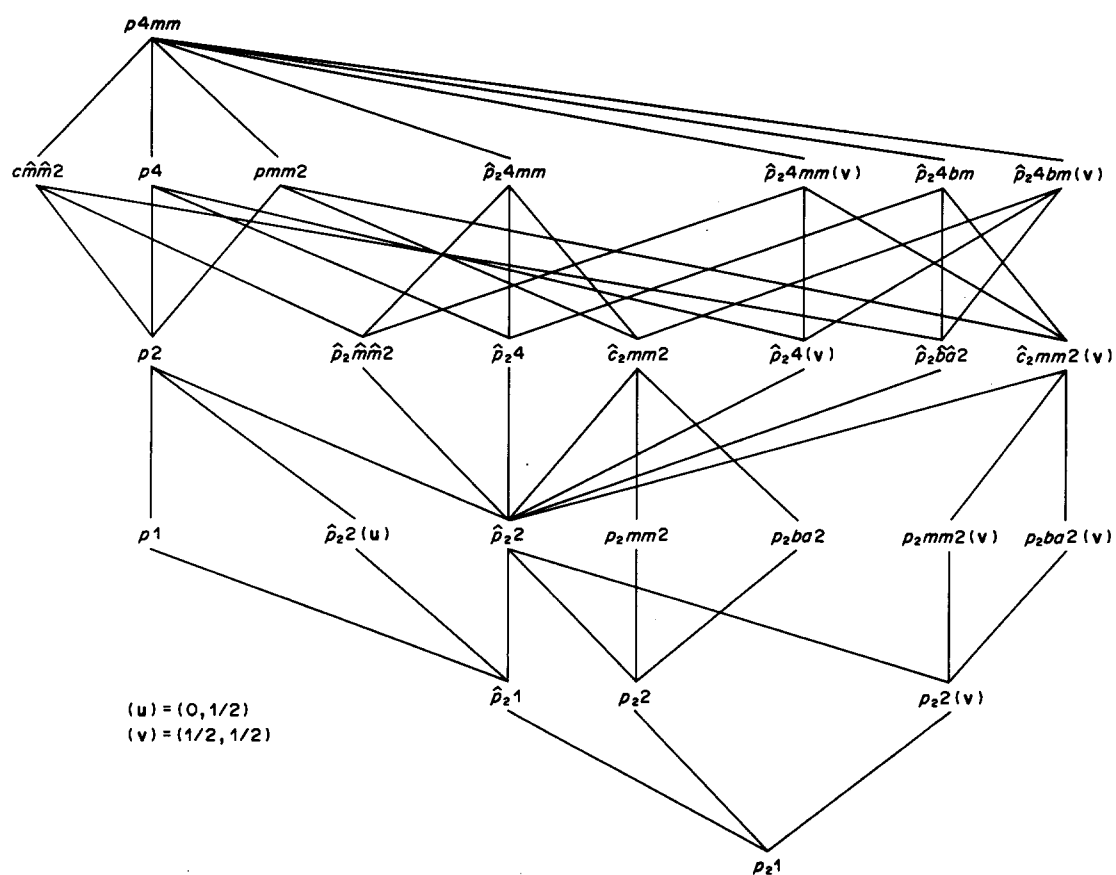 p4mm
cm̂m̂2 p4 pmm2 p̂₂4mm p̂₂4mm(v) p̂₂4bm p̂₂4bm(v)
p2 p̂₂m̂m̂2 p̂₂4 ĉ₂mm2 p̂₂4(v) p̂₂b̂â2 ĉ₂mm2(v)
p1 p̂₂2(u) p̂₂2 p₂mm2 p₂ba2 p₂mm2(v) p₂ba2(v)
p̂₂1 p₂2 p₂2(v)
(u)=(0,1/2)
(v)=(1/2,1/2)
p₂1